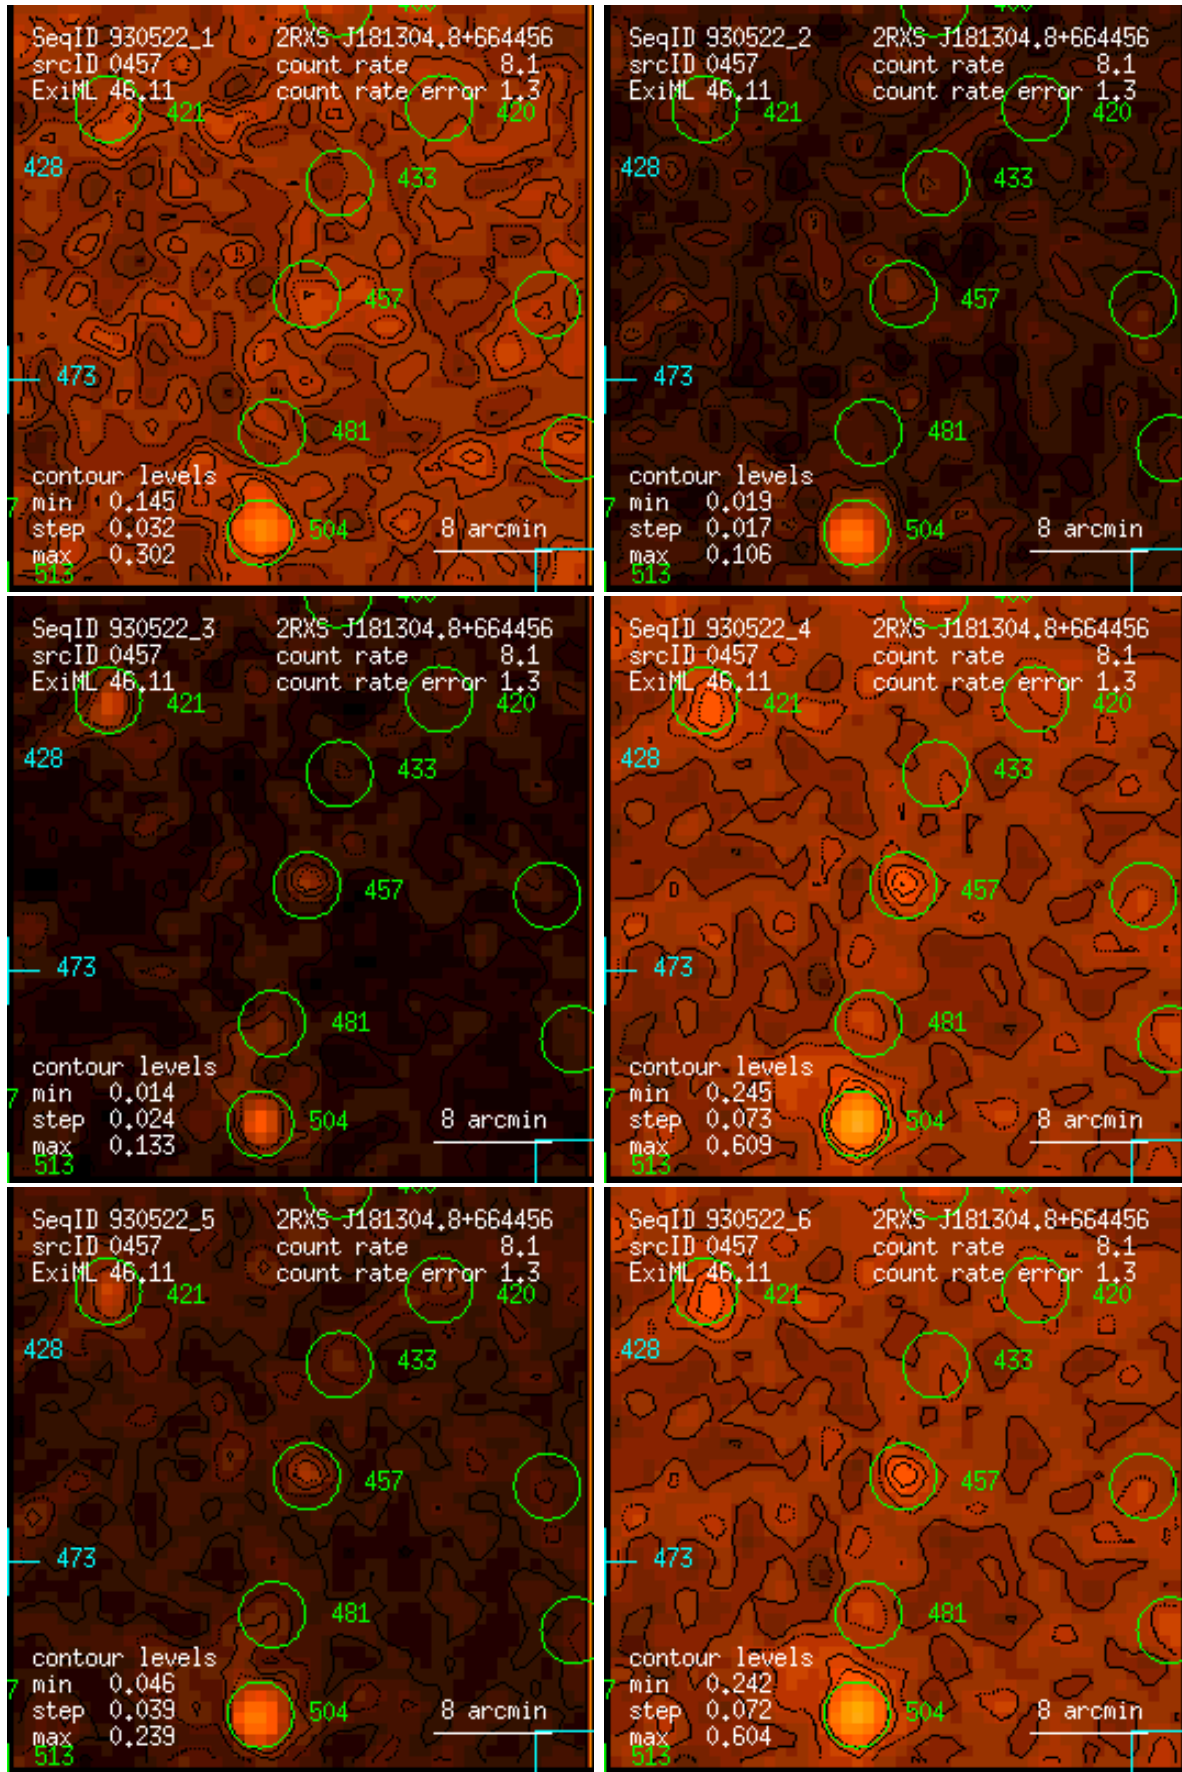 SeqID 930522_1 2RXS J181304.8+664456
srcID 0457 count rate 8.1
ExiML 46.11 count rate error 1.3
421 420
428 433
457
473
481
contour levels
min 0.145
step 0.032 504 8 arcmin
max 0.302
513
SeqID 930522_2 2RXS J181304.8+664456
srcID 0457 count rate 8.1
ExiML 46.11 count rate error 1.3
421 420
428 433
457
473
481
contour levels
min 0.019
step 0.017 504 8 arcmin
max 0.106
513
SeqID 930522_3 2RXS J181304.8+664456
srcID 0457 count rate 8.1
ExiML 46.11 count rate error 1.3
421 420
428 433
457
473
481
contour levels
min 0.014
step 0.024 504 8 arcmin
max 0.133
513
SeqID 930522_4 2RXS J181304.8+664456
srcID 0457 count rate 8.1
ExiML 46.11 count rate error 1.3
421 420
428 433
457
473
481
contour levels
min 0.245
step 0.073 504 8 arcmin
max 0.609
513
SeqID 930522_5 2RXS J181304.8+664456
srcID 0457 count rate 8.1
ExiML 46.11 count rate error 1.3
421 420
428 433
457
473
481
contour levels
min 0.046
step 0.039 504 8 arcmin
max 0.239
513
SeqID 930522_6 2RXS J181304.8+664456
srcID 0457 count rate 8.1
ExiML 46.11 count rate error 1.3
421 420
428 433
457
473
481
contour levels
min 0.242
step 0.072 504 8 arcmin
max 0.604
513